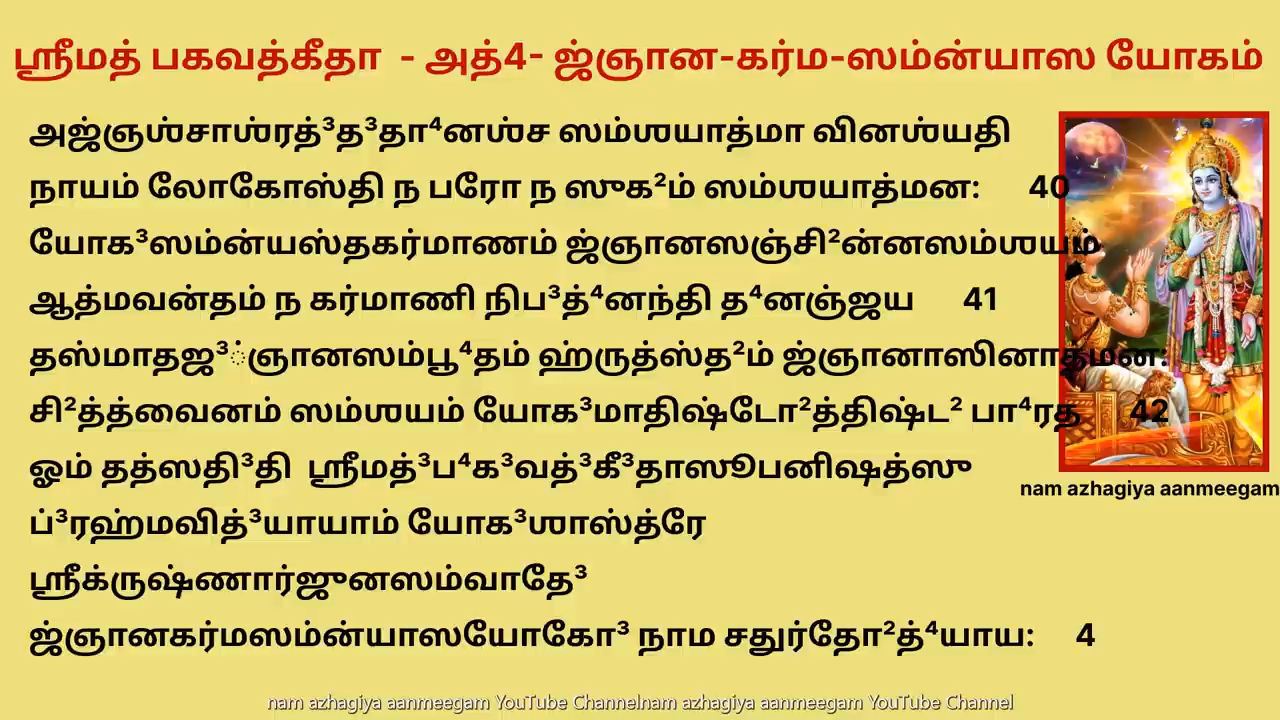 ஸ்ரீமத் பகவத்கீதா - அத்4- ஜ்ஞான-கர்ம-ஸம்ன்யாஸ யோகம்
அஜ்ஞஶ்சாஶ்ரத்³த³தா⁴னஶ்ச ஸம்ஶயாத்மா வினஶ்யதி
நாயம் லோகோஸ்தி ந பரோ ந ஸுக²ம் ஸம்ஶயாத்மன: 40
யோக³ஸம்ன்யஸ்தகர்மாணம் ஜ்ஞானஸஞ்சி²ன்னஸம்ஶயம்
ஆத்மவன்தம் ந கர்மாணி நிப³த்⁴னந்தி த⁴னஞ்ஜய 41
தஸ்மாதஜ³்ஞானஸம்பூ⁴தம் ஹ்ருத்ஸ்த²ம் ஜ்ஞானாஸினாத்மன:
சி²த்த்வைனம் ஸம்ஶயம் யோக³மாதிஷ்டோ²த்திஷ்ட² பா⁴ரத 42
ஓம் தத்ஸதி³தி ஸ்ரீமத்³ப⁴க³வத்³கீ³தாஸூபனிஷத்ஸு
ப்³ரஹ்மவித்³யாயாம் யோக³ஶாஸ்த்ரே
ஸ்ரீக்ருஷ்ணார்ஜுனஸம்வாதே³
ஜ்ஞானகர்மஸம்ன்யாஸயோகோ³ நாம சதுர்தோ²த்⁴யாய: 4
nam azhagiya aanmeegam
nam azhagiya aanmeegam YouTube Channelnam azhagiya aanmeegam YouTube Channel